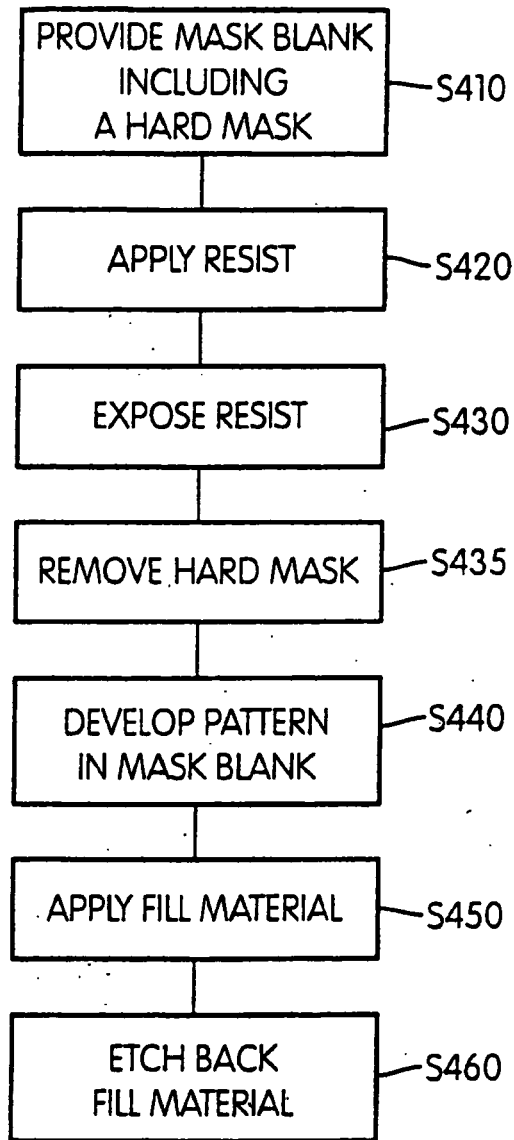 PROVIDE MASK BLANK
INCLUDING
A HARD MASK
S410
APPLY RESIST
S420
EXPOSE RESIST
S430
REMOVE HARD MASK
S435
DEVELOP PATTERN
IN MASK BLANK
S440
APPLY FILL MATERIAL
S450
ETCH BACK
FILL MATERIAL
S460